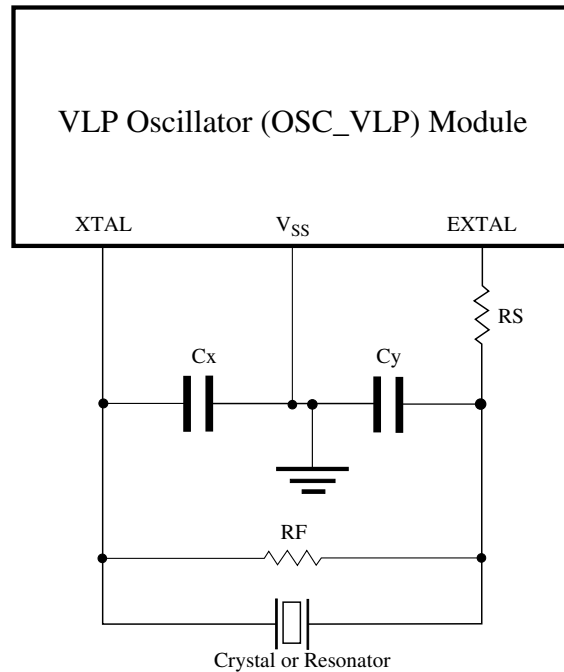 VLP Oscillator (OSC_VLP) Module
XTAL
VSS
EXTAL
RS
Cx
Cy
RF
Crystal or Resonator